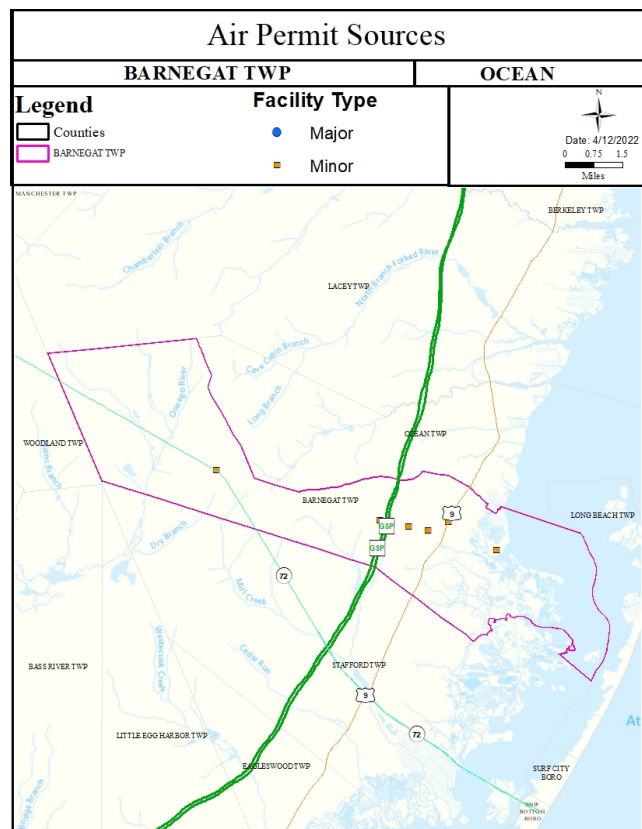 Air Permit Sources
BARNEGAT TWP
OCEAN
Legend
Facility Type
Counties
BARNEGAT TWP
Major
Minor
N
Date: 4/12/2022
0 0.75 1.5
Miles
MANCHESTER TWP
BERKELEY TWP
Chamberlain Branch
North Branch Forked River
LACEY TWP
Cave Cabin Branch
Oswego River
Long Branch
OCEAN TWP
WOODLAND TWP
Branch
BARNEGAT TWP
9
LONG BEACH TWP
GSP
Dry Branch
GSP
72
Mill Creek
Westecunk Creek
Cedar Run
BASS RIVER TWP
STAFFORD TWP
9
LITTLE EGG HARBOR TWP
72
At
EAGLESWOOD TWP
SURF CITY
BORO
Bridge Branch
SHIP
BOTTOM
BORO